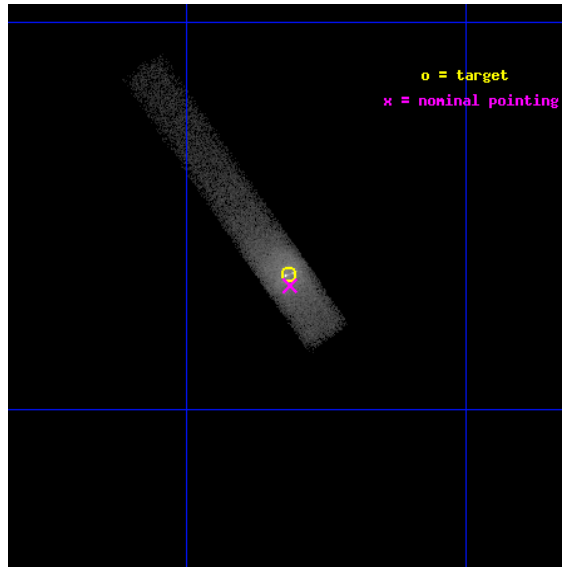 o = target
x = nominal pointing